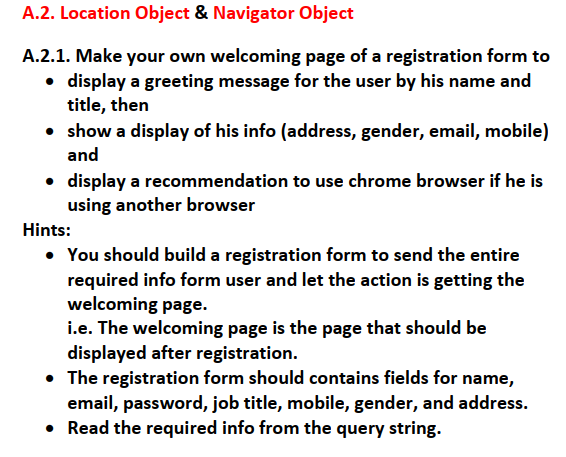 A.2. Location Object & Navigator Object
A.2.1. Make your own welcoming page of a registration form to
• display a greeting message for the user by his name and
title, then
• show a display of his info (address, gender, email, mobile)
and
• display a recommendation to use chrome browser if he is
using another browser
Hints:
• You should build a registration form to send the entire
required info form user and let the action is getting the
welcoming page.
i.e. The welcoming page is the page that should be
displayed after registration.
• The registration form should contains fields for name,
email, password, job title, mobile, gender, and address.
• Read the required info from the query string.